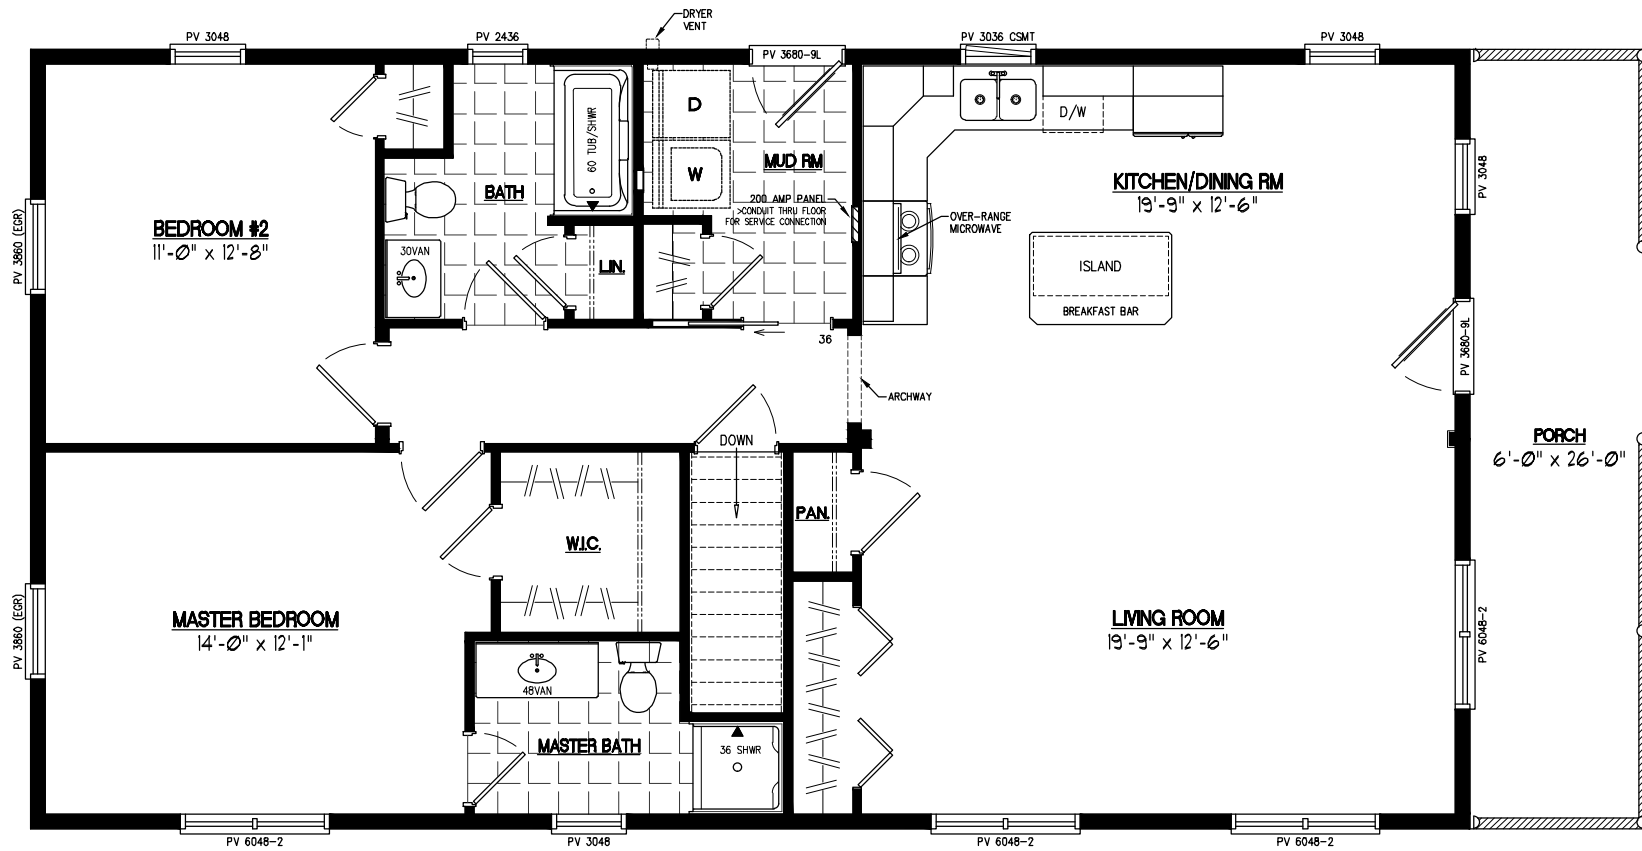 DRYER
VENT
PV 3048
PV 2436
PV 3680-9L
PV 3036 CSMT
PV 3048
D
W
MUD RM
60 TUB/SHWR
BATH
D/W
KITCHEN/DINING RM
19'-9" x 12'-6"
PV 3048
200 AMP PANEL
>CONDUIT THRU FLOOR
FOR SERVICE CONNECTION
OVER-RANGE
MICROWAVE
BEDROOM #2
11'-0" x 12'-8"
PV 3860 (EGR)
30VAN
LIN.
ISLAND
BREAKFAST BAR
36
PV 3680-9L
ARCHWAY
DOWN
PORCH
6'-0" x 26'-0"
PAN.
W.I.C.
MASTER BEDROOM
14'-0" x 12'-1"
PV 3860 (EGR)
LIVING ROOM
19'-9" x 12'-6"
PV 6048-2
48VAN
MASTER BATH
36 SHWR
PV 6048-2
PV 3048
PV 6048-2
PV 6048-2